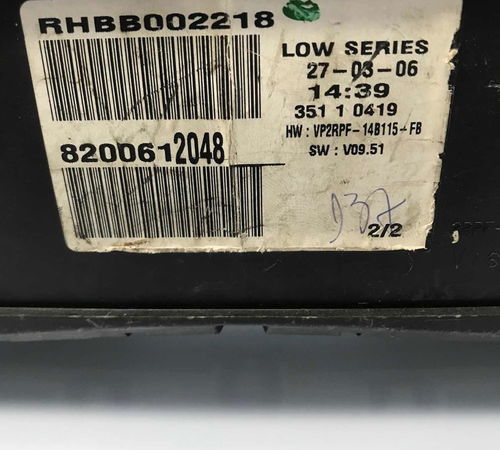 RHBB002218
LOW SERIES
27-03-06
14:39
351 1 0419
HW : VP2RPF-14B115-FB
SW : V09.51
8200612048
137
2/2